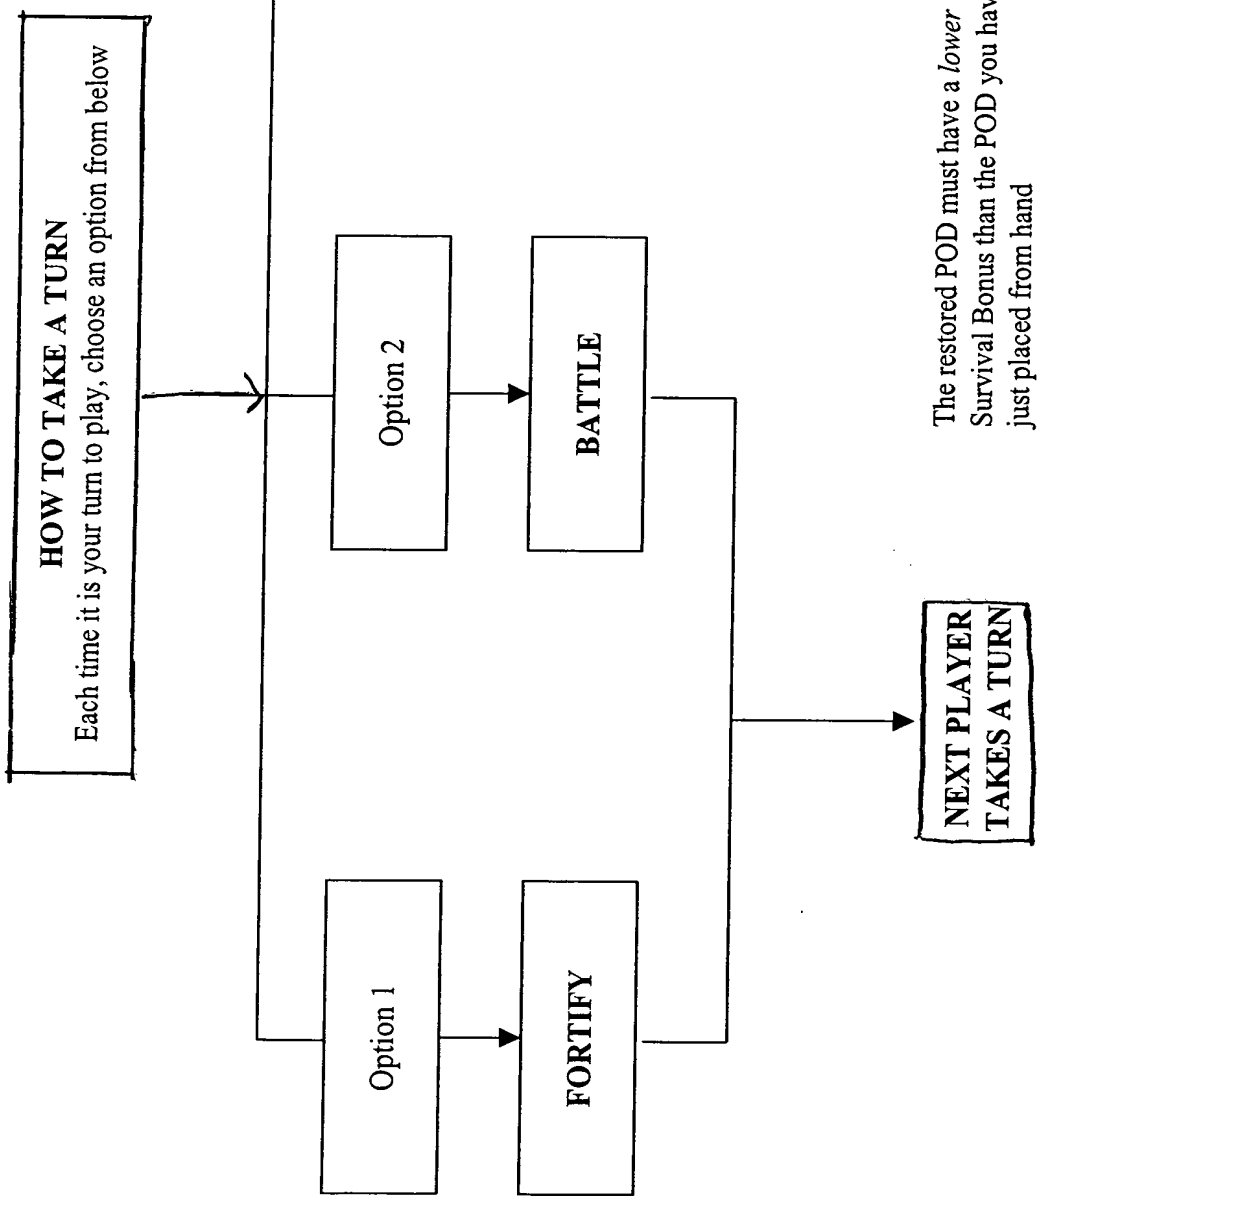 HOW TO TAKE A TURN
Each time it is your turn to play, choose an option from below
Option 1
Option 2
FORTIFY
BATTLE
NEXT PLAYER
TAKES A TURN
The restored POD must have a lower
Survival Bonus than the POD you hav
just placed from hand